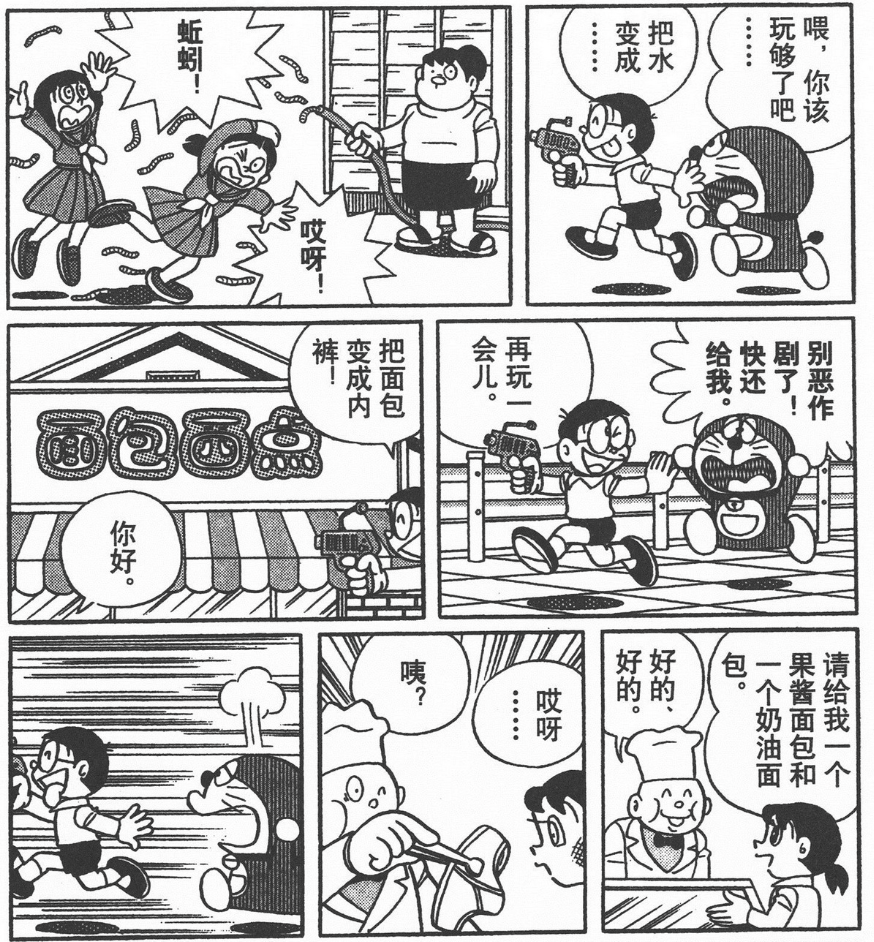 喂，你该
玩够了吧
……
把水
变成
……
蚯蚓！
哎呀！
别恶作
剧了！
快还
给我。
再玩一
会儿。
把面包
变成内
裤！
面包西点
你好。
请给我一个
果酱面包和
一个奶油面
包。
好的、
好的。
哎呀
……
咦？